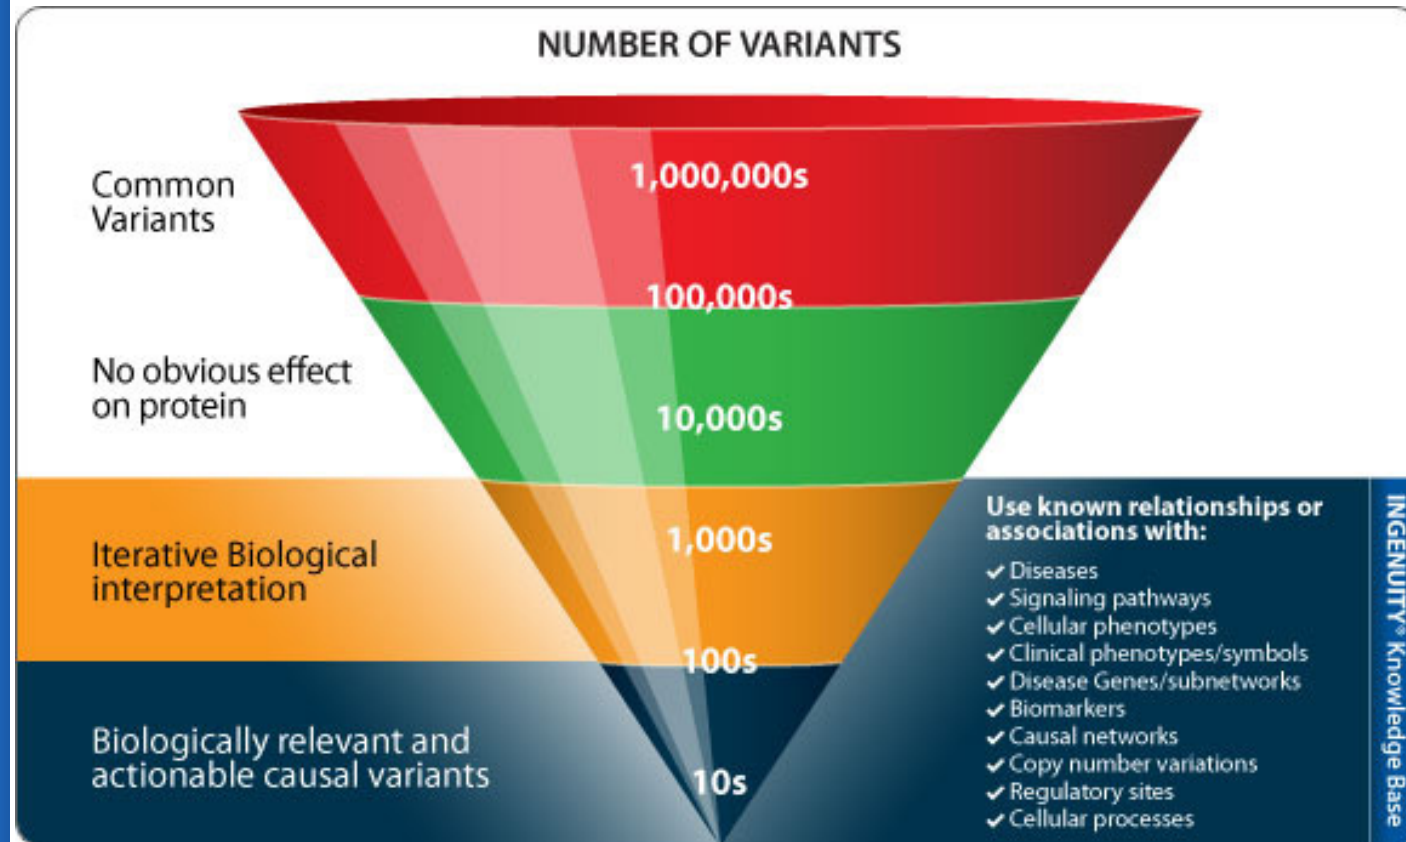 NUMBER OF VARIANTS
Common
Variants
1,000,000s
100,000s
No obvious effect
on protein
10,000s
Iterative Biological
interpretation
1,000s
100s
Biologically relevant and
actionable causal variants
10s
Use known relationships or
associations with:
✓ Diseases
✓ Signaling pathways
✓ Cellular phenotypes
✓ Clinical phenotypes/symbols
✓ Disease Genes/subnetworks
✓ Biomarkers
✓ Causal networks
✓ Copy number variations
✓ Regulatory sites
✓ Cellular processes
INGENUITY® Knowledge Base